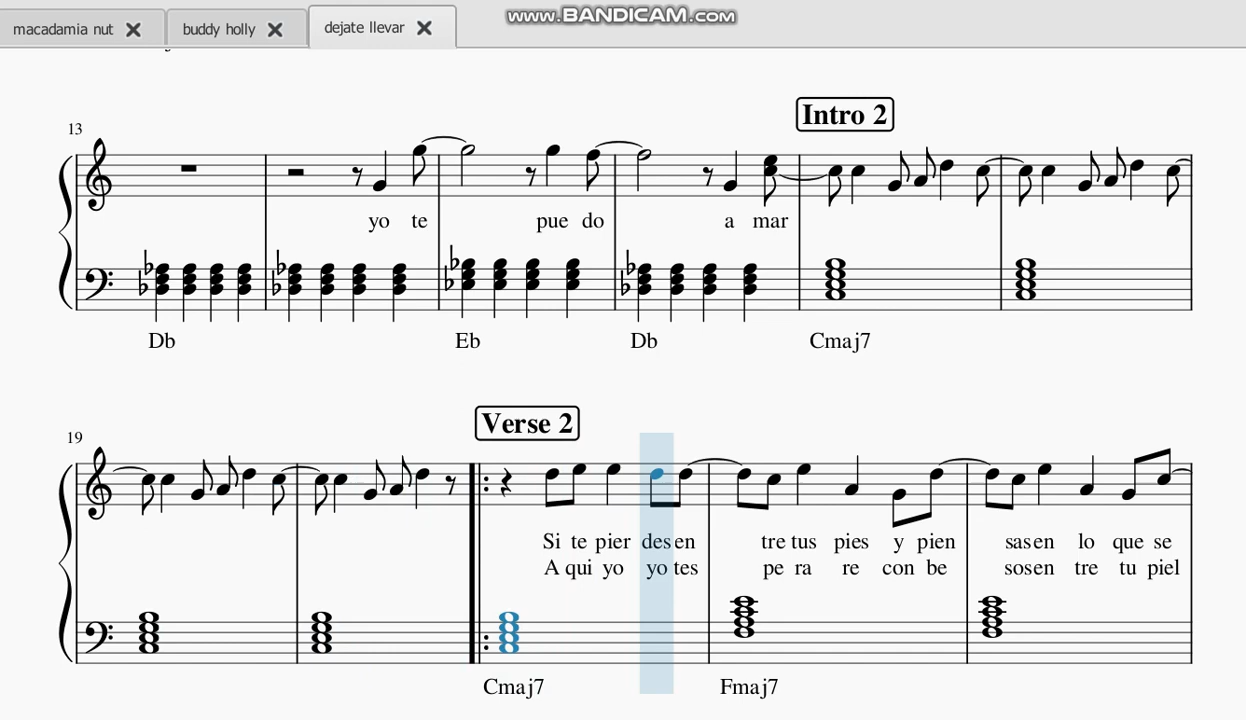 www.BANDICAM.com
macadamia nut
buddy holly
dejate llevar
Intro 2
13
yo te pue do a mar
Db Eb Db Cmaj7
Verse 2
19
Si te pier des en tre tus pies y pien sas en lo que se
A qui yo yo tes pe ra re con be sos en tre tu piel
Cmaj7 Fmaj7